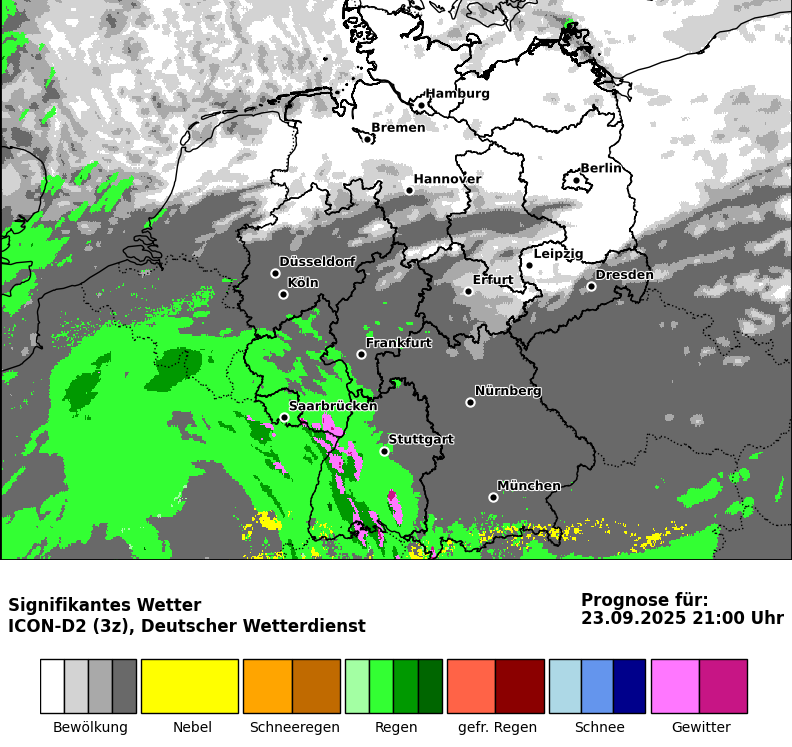 Hamburg
Bremen
Berlin
Hannover
Leipzig
Düsseldorf
Dresden
Köln
Erfurt
Frankfurt
Nürnberg
Saarbrücken
Stuttgart
München
Signifikantes Wetter
ICON-D2 (3z), Deutscher Wetterdienst
Prognose für:
23.09.2025 21:00 Uhr
Bewölkung Nebel Schneeregen Regen gefr. Regen Schnee Gewitter